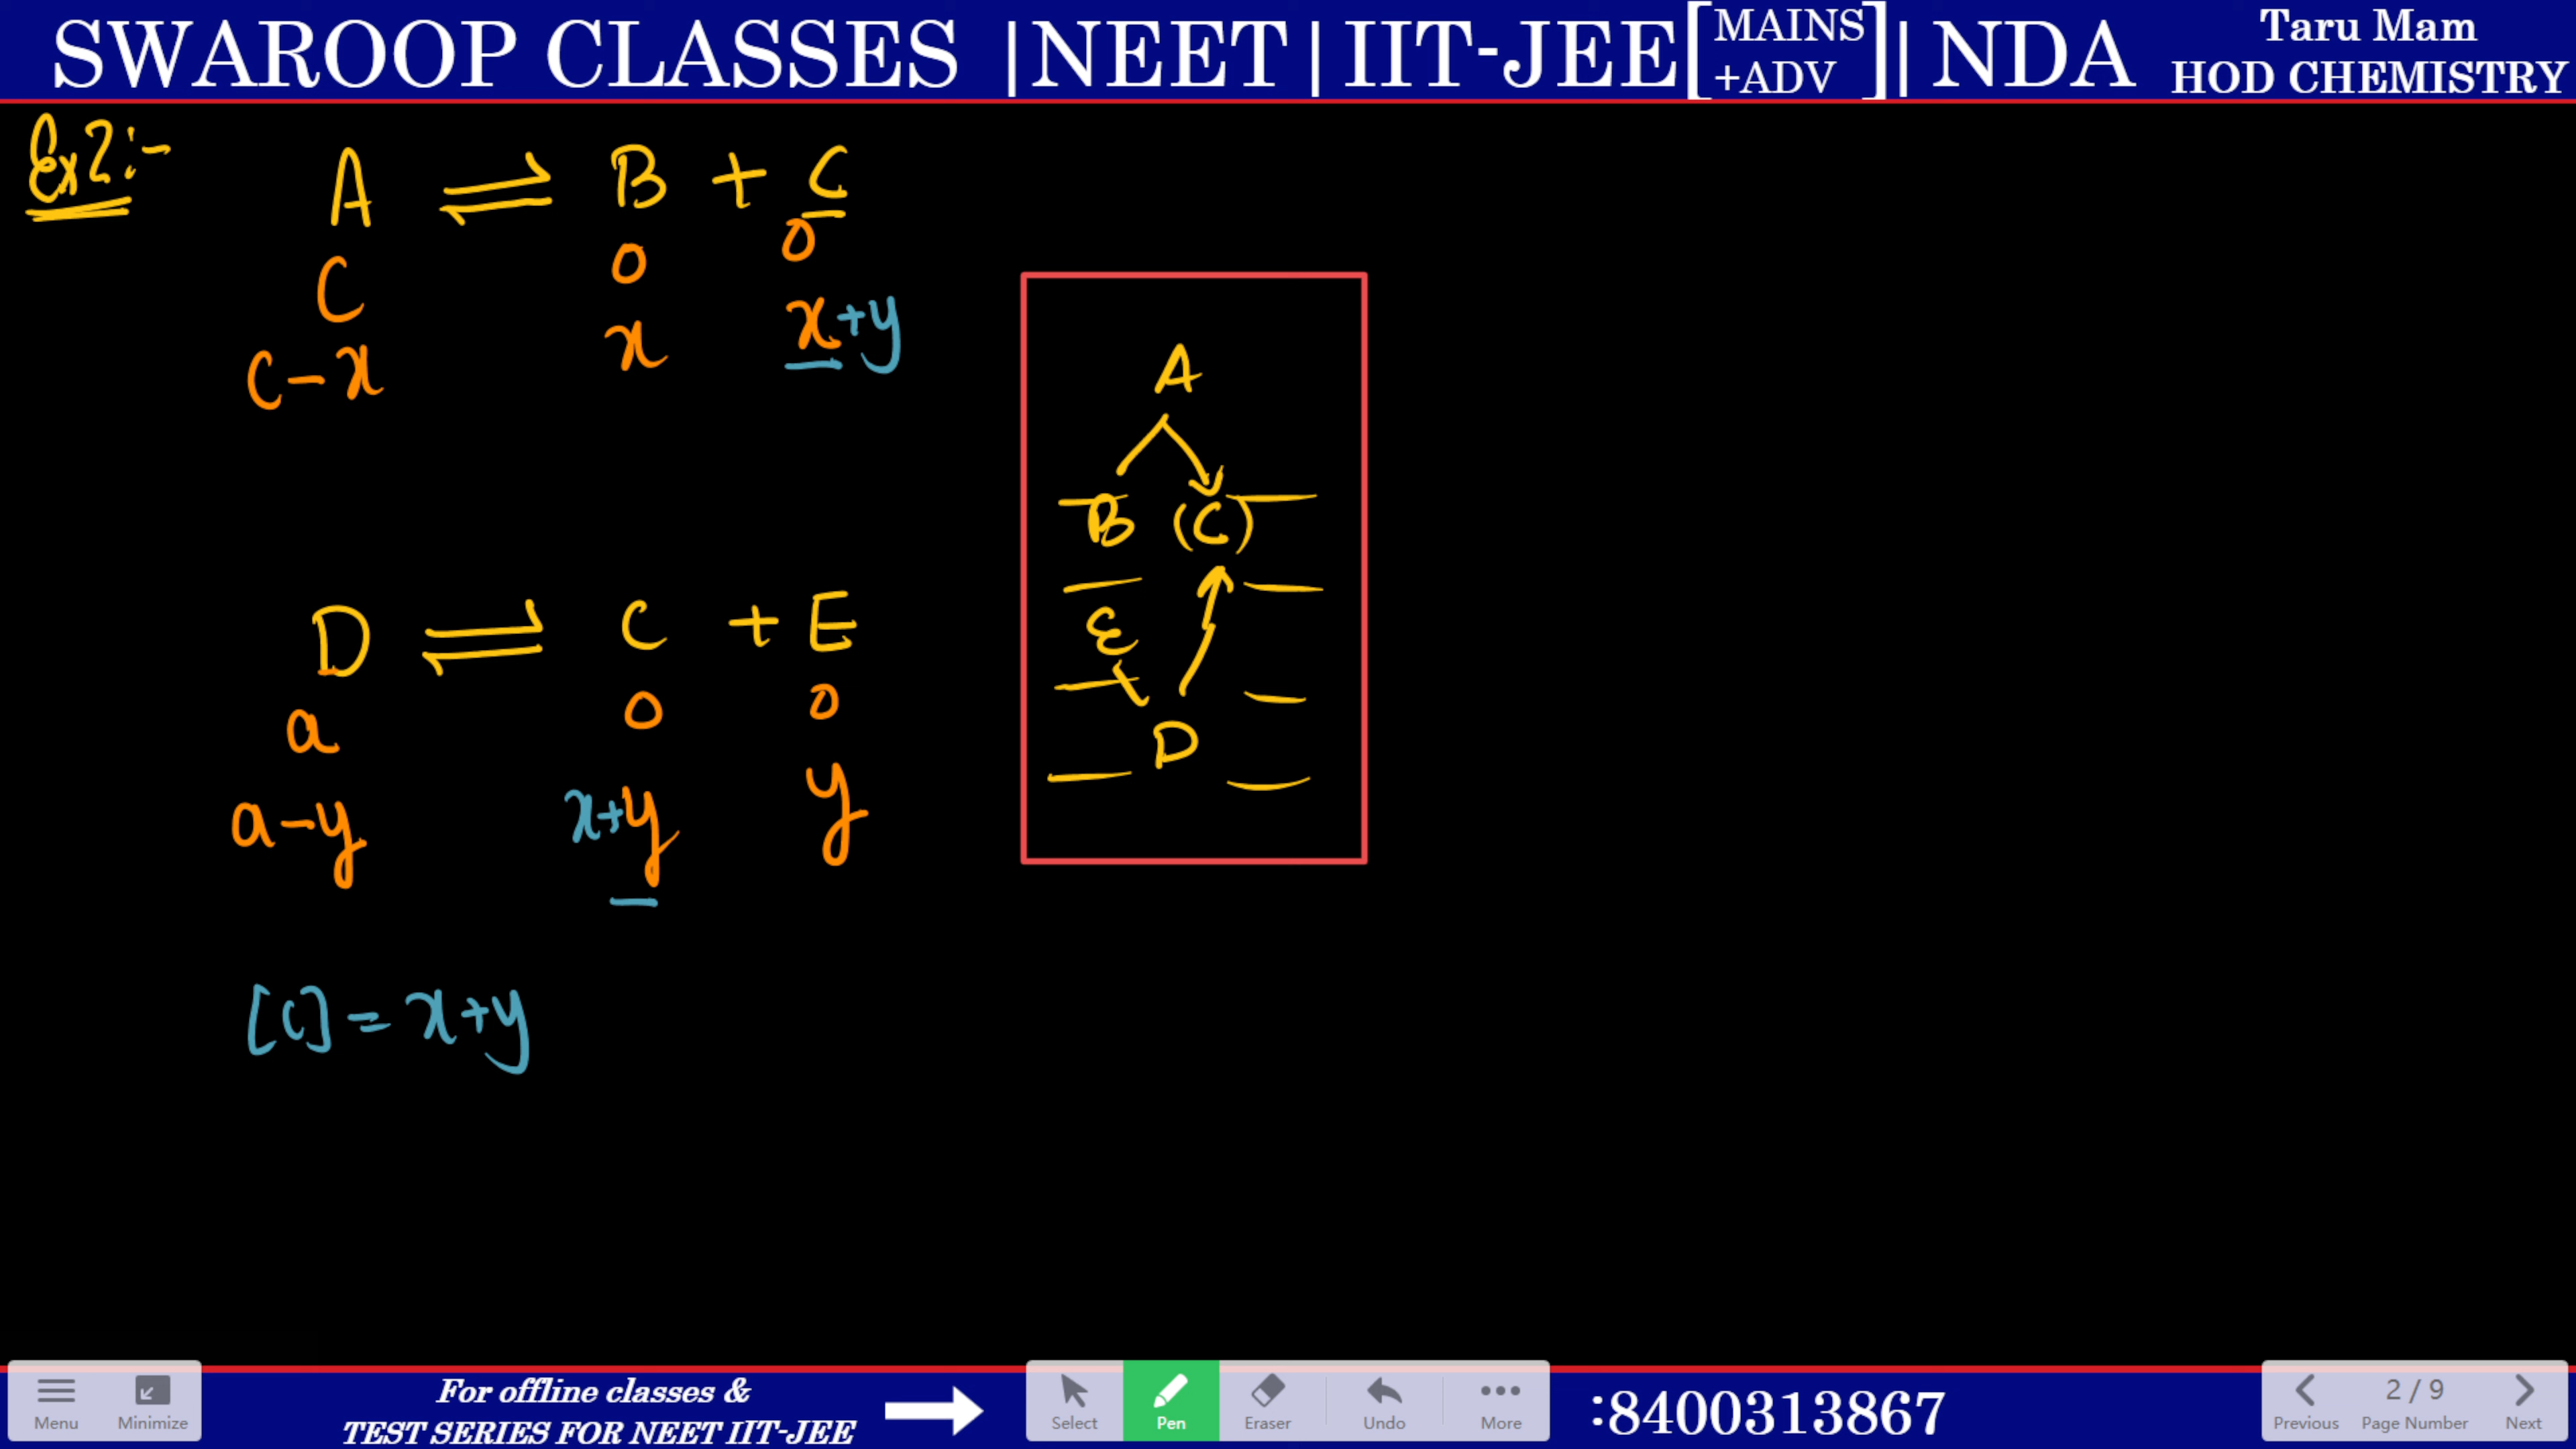 SWAROOP CLASSES |NEET| IIT-JEE[MAINS +ADV]| NDA
Taru Mam
HOD CHEMISTRY
Ex2:-
A ⇌ B + C
C 0 0
C-x x x+y
A
B (C)
E
D
D ⇌ C + E
a 0 0
a-y x+y y
[C] = x+y
Menu
Minimize
For offline classes &
TEST SERIES FOR NEET IIT-JEE
Select
Pen
Eraser
Undo
More
:8400313867
Previous
2 / 9
Page Number
Next